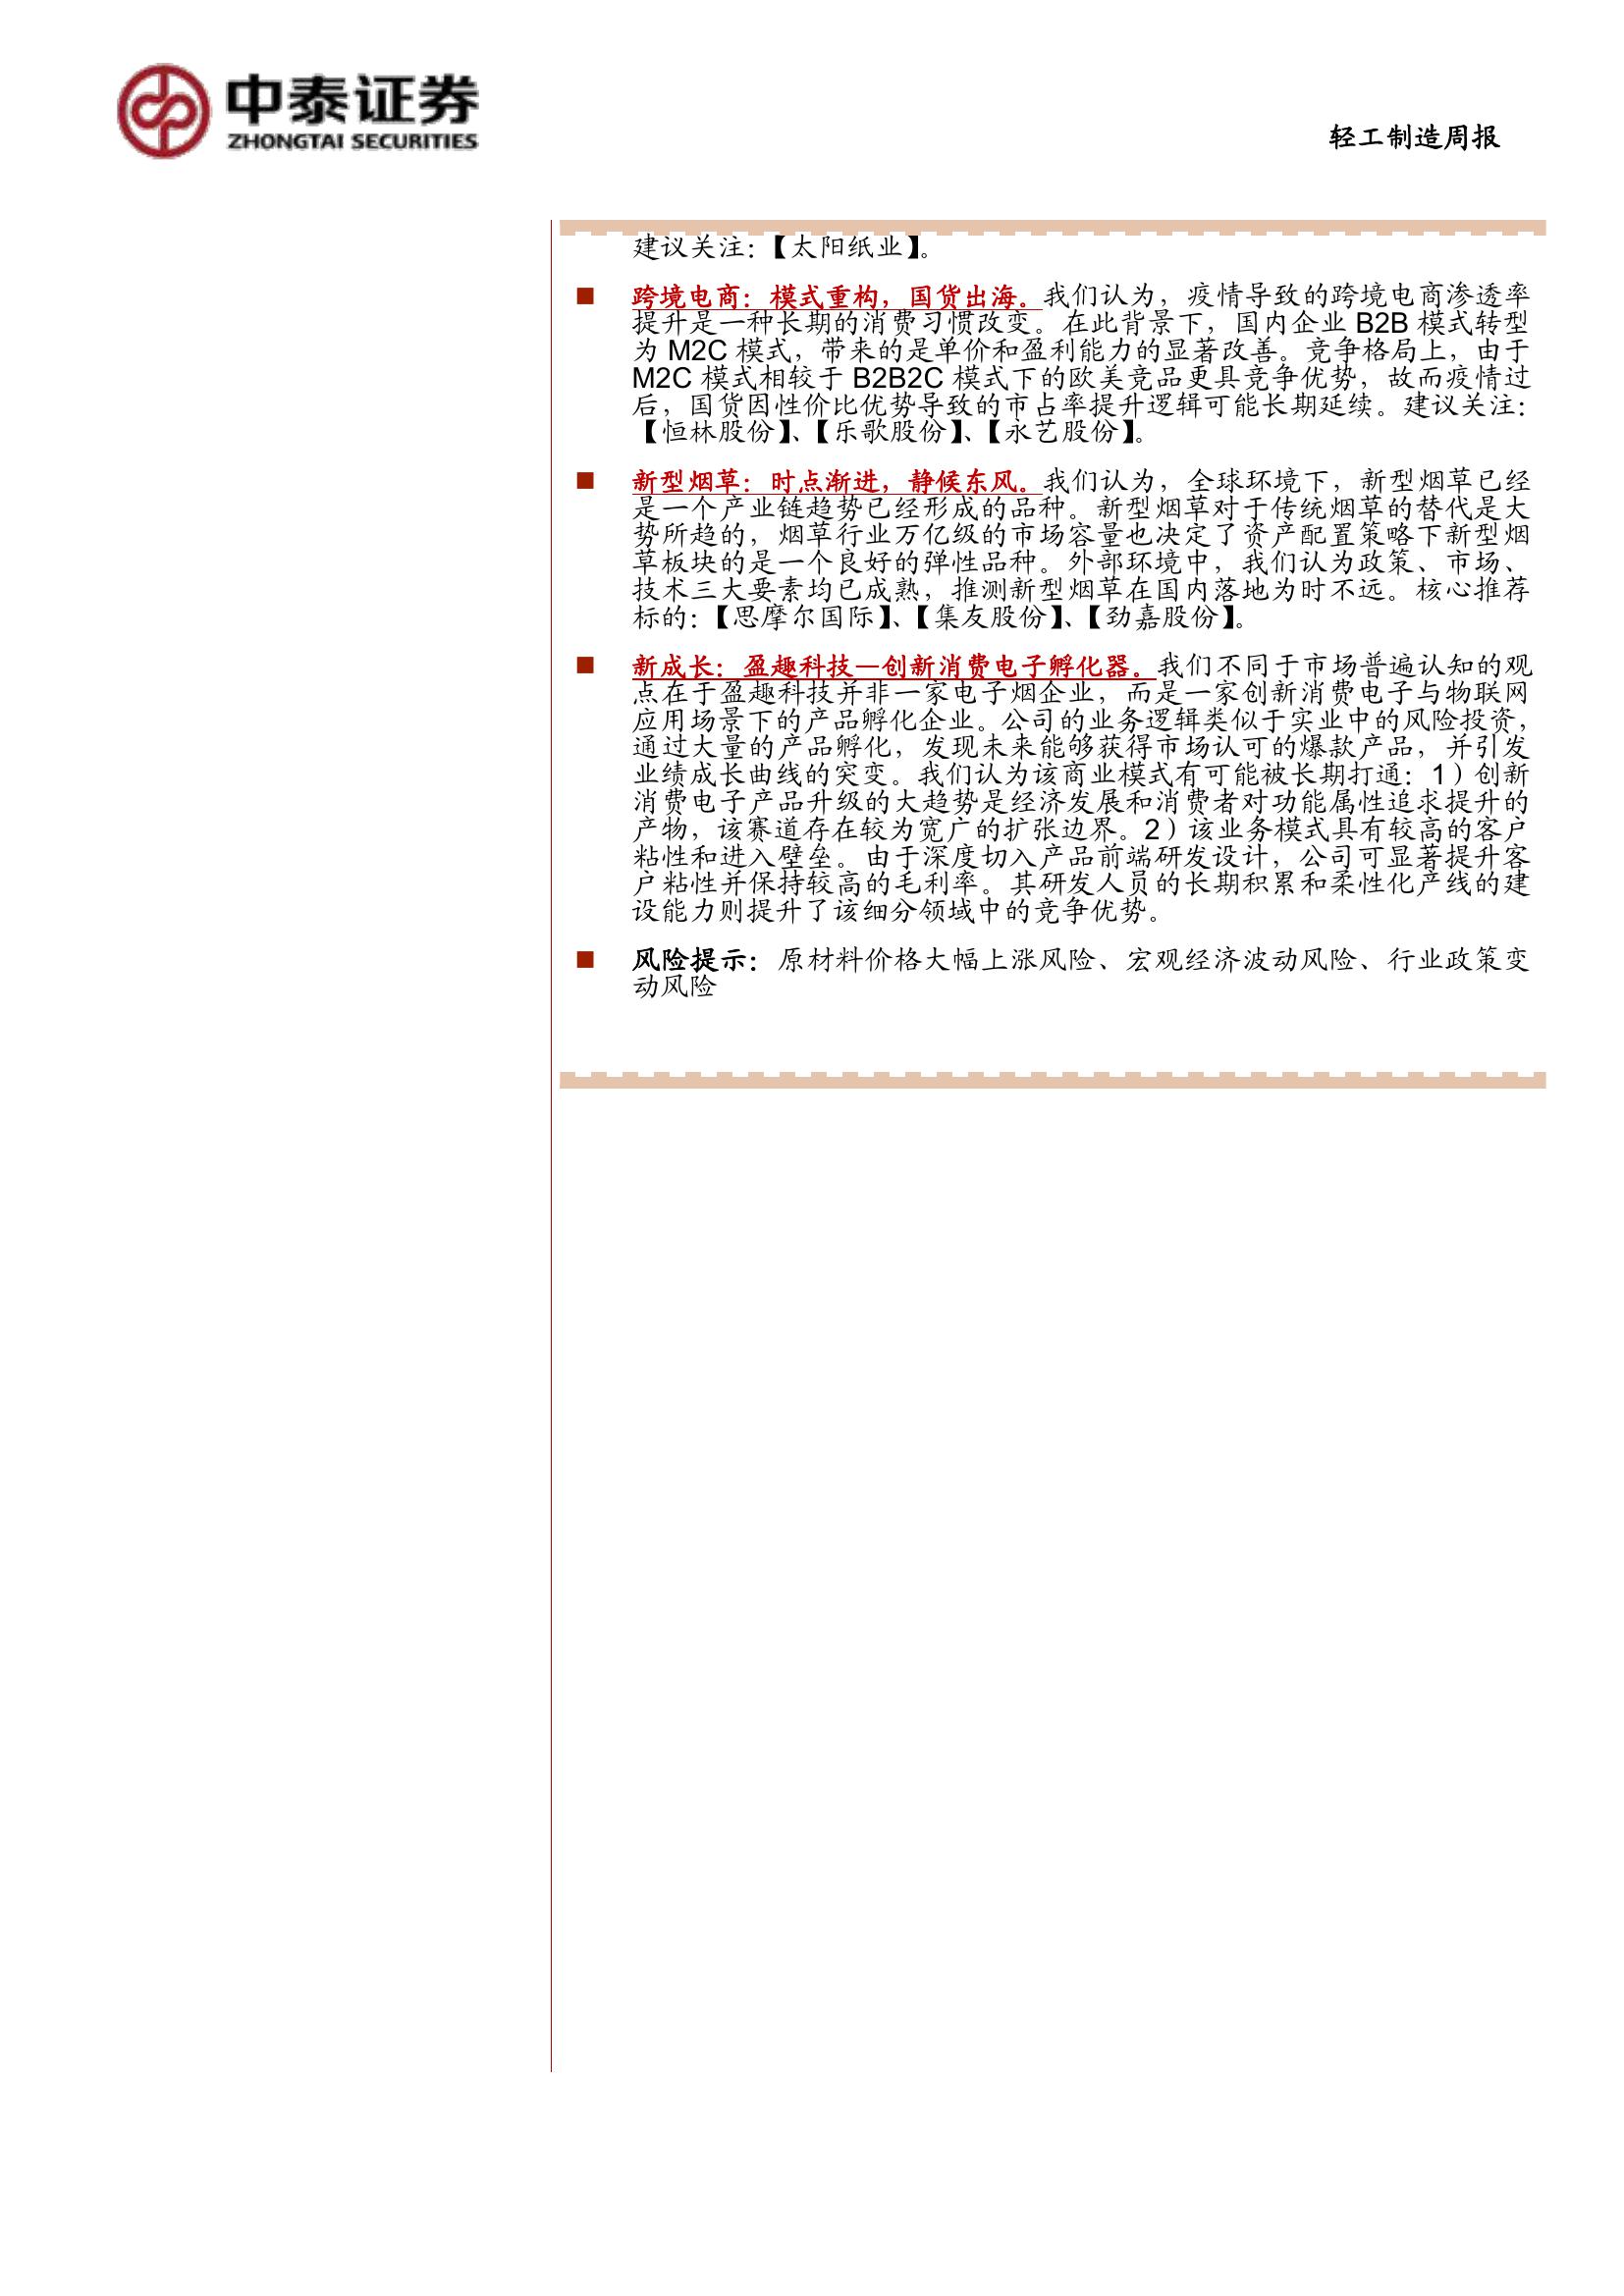 中泰证券
ZHONGTAI SECURITIES
轻工制造周报
建议关注：【太阳纸业】。
■ 跨境电商：模式重构，国货出海。我们认为，疫情导致的跨境电商渗透率
提升是一种长期的消费习惯改变。在此背景下，国内企业 B2B 模式转型
为 M2C 模式，带来的是单价和盈利能力的显著改善。竞争格局上，由于
M2C 模式相较于 B2B2C 模式下的欧美竞品更具竞争优势，故而疫情过
后，国货因性价比优势导致的市占率提升逻辑可能长期延续。建议关注：
【恒林股份】、【乐歌股份】、【永艺股份】。
■ 新型烟草：时点渐进，静候东风。我们认为，全球环境下，新型烟草已经
是一个产业链趋势已经形成的品种。新型烟草对于传统烟草的替代是大
势所趋的，烟草行业万亿级的市场容量也决定了资产配置策略下新型烟
草板块的是一个良好的弹性品种。外部环境中，我们认为政策、市场、
技术三大要素均已成熟，推测新型烟草在国内落地为时不远。核心推荐
标的：【思摩尔国际】、【集友股份】、【劲嘉股份】。
■ 新成长：盈趣科技—创新消费电子孵化器。我们不同于市场普遍认知的观
点在于盈趣科技并非一家电子烟企业，而是一家创新消费电子与物联网
应用场景下的产品孵化企业。公司的业务逻辑类似于实业中的风险投资，
通过大量的产品孵化，发现未来能够获得市场认可的爆款产品，并引发
业绩成长曲线的突变。我们认为该商业模式有可能被长期打通：1）创新
消费电子产品升级的大趋势是经济发展和消费者对功能属性追求提升的
产物，该赛道存在较为宽广的扩张边界。2）该业务模式具有较高的客户
粘性和进入壁垒。由于深度切入产品前端研发设计，公司可显著提升客
户粘性并保持较高的毛利率。其研发人员的长期积累和柔性化产线的建
设能力则提升了该细分领域中的竞争优势。
■ 风险提示：原材料价格大幅上涨风险、宏观经济波动风险、行业政策变
动风险